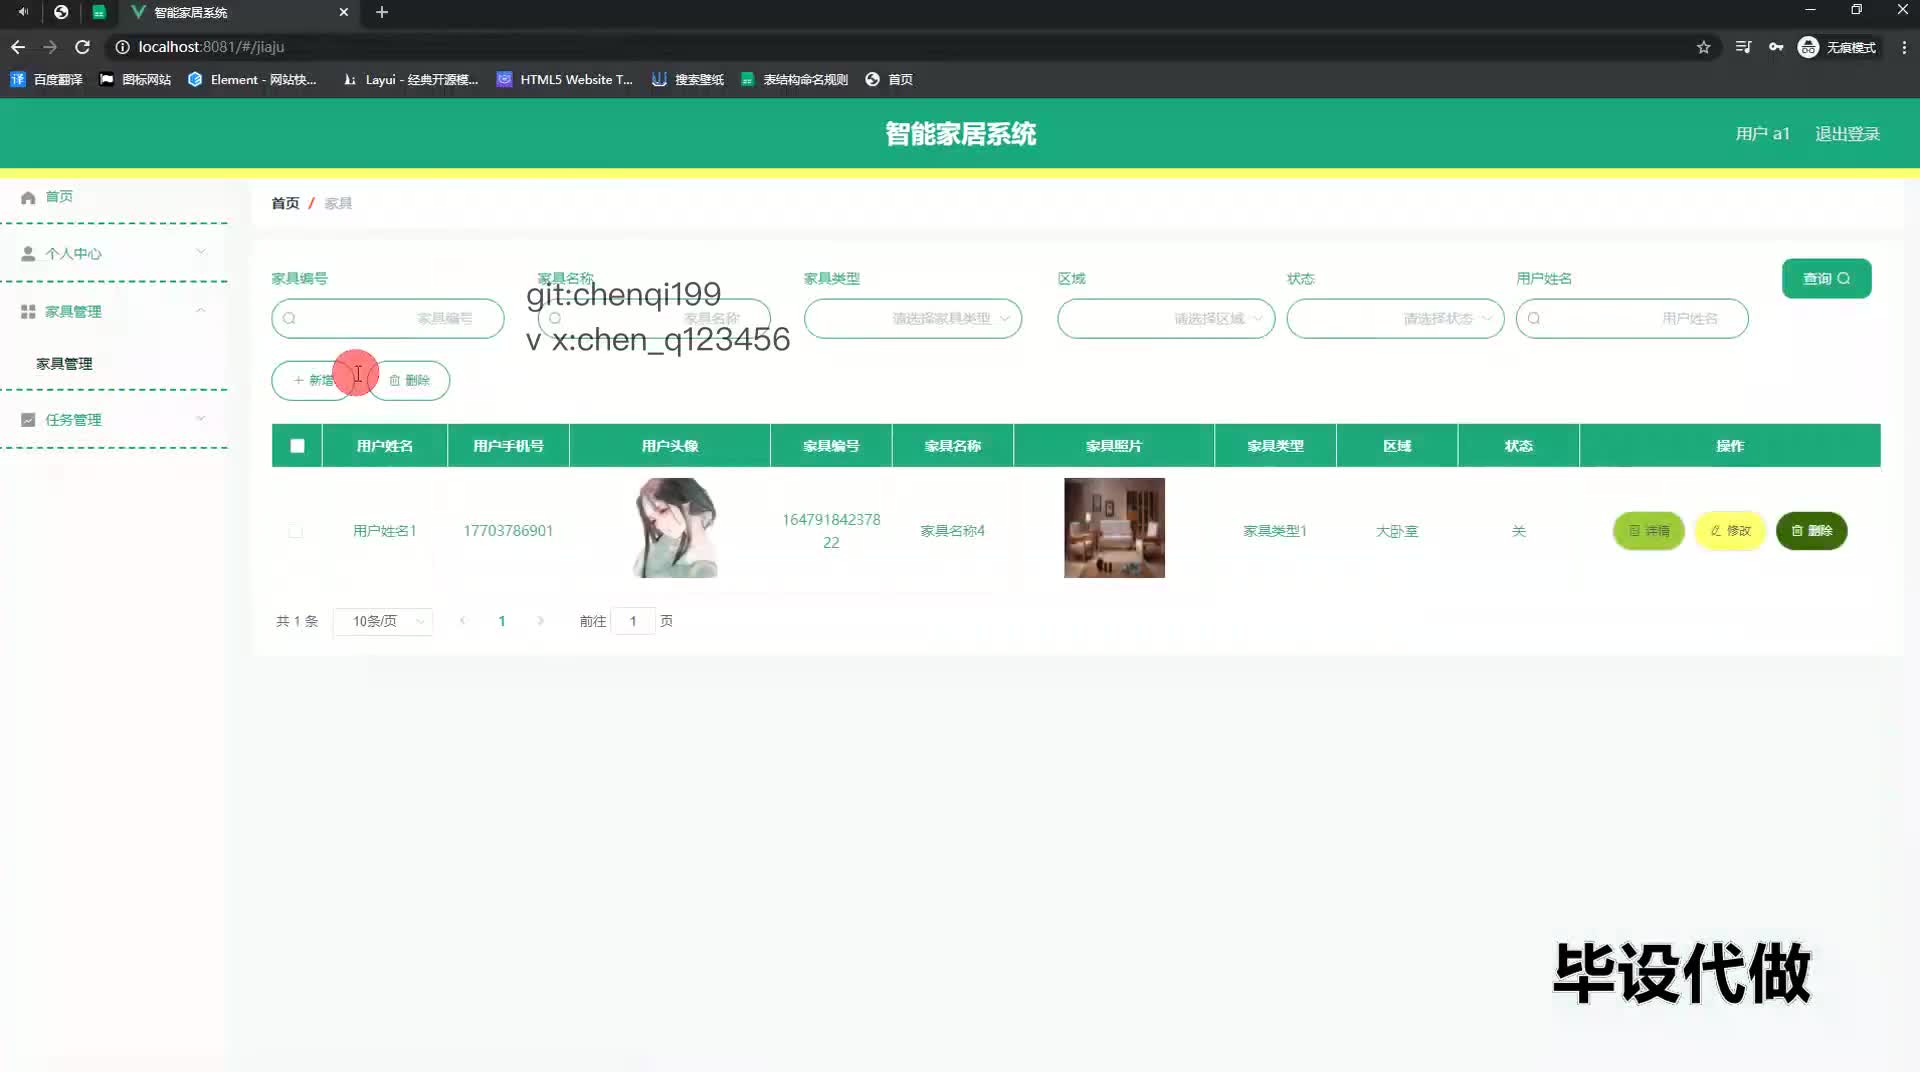 智能家居系统
localhost:8081/#/jiaju
无痕模式
百度翻译
图标网站
Element - 网站快...
Layui - 经典开源模...
HTML5 Website T...
搜索壁纸
表结构命名规则
首页
智能家居系统
用户 a1
退出登录
首页
个人中心
家具管理
家具管理
任务管理
首页 / 家具
家具编号
家具名称
家具类型
区域
状态
用户姓名
查询
家具编号
家具名称
请选择家具类型
请选择区域
请选择状态
用户姓名
git:chenqi199
v x:chen_q123456
新增
删除
用户姓名 用户手机号 用户头像 家具编号 家具名称 家具照片 家具类型 区域 状态 操作
用户姓名1 17703786901 164791842378 家具名称4 家具类型1 大卧室 关 详情 修改 删除
22
共 1 条 10条/页 1 前往 1 页
毕设代做